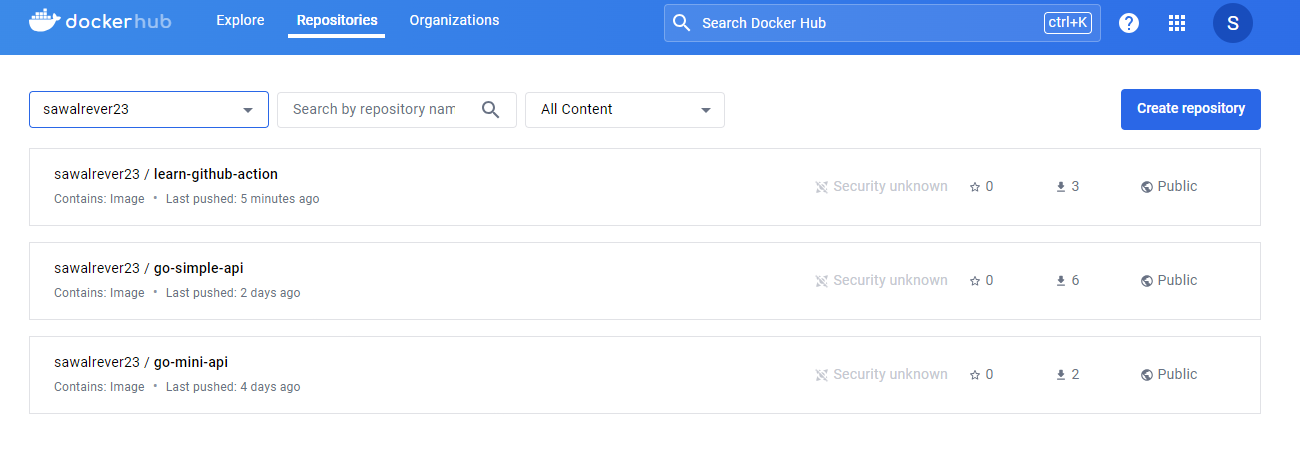 dockerhub Explore Repositories Organizations Search Docker Hub ctrl+K ? S
sawalrever23 Search by repository nam All Content Create repository
sawalrever23 / learn-github-action
Contains: Image • Last pushed: 5 minutes ago
Security unknown 0 3 Public
sawalrever23 / go-simple-api
Contains: Image • Last pushed: 2 days ago
Security unknown 0 6 Public
sawalrever23 / go-mini-api
Contains: Image • Last pushed: 4 days ago
Security unknown 0 2 Public